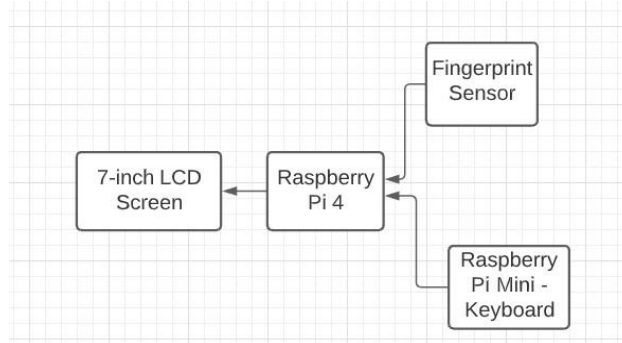 Fingerprint
Sensor
7-inch LCD
Screen
Raspberry
Pi 4
Raspberry
Pi Mini -
Keyboard